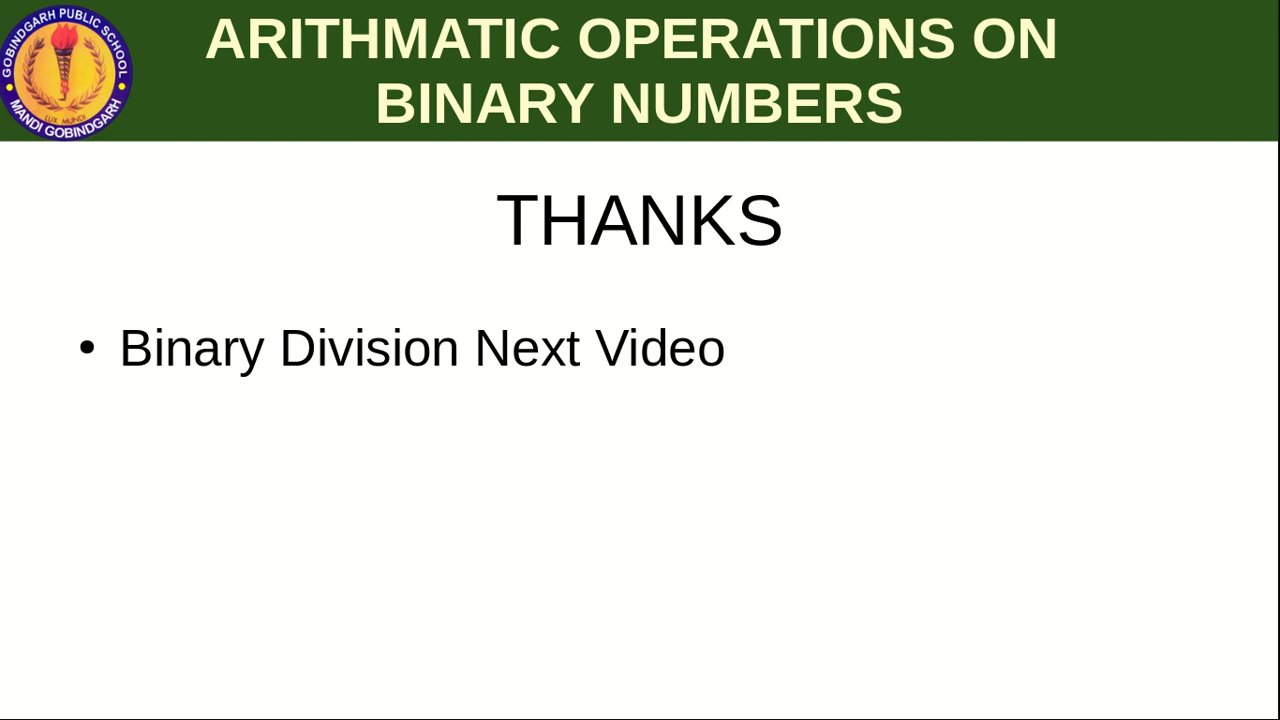 GOBINDGARH PUBLIC SCHOOL
LUX MUNDI
MANDI GOBINDGARH
ARITHMATIC OPERATIONS ON
BINARY NUMBERS
THANKS
• Binary Division Next Video